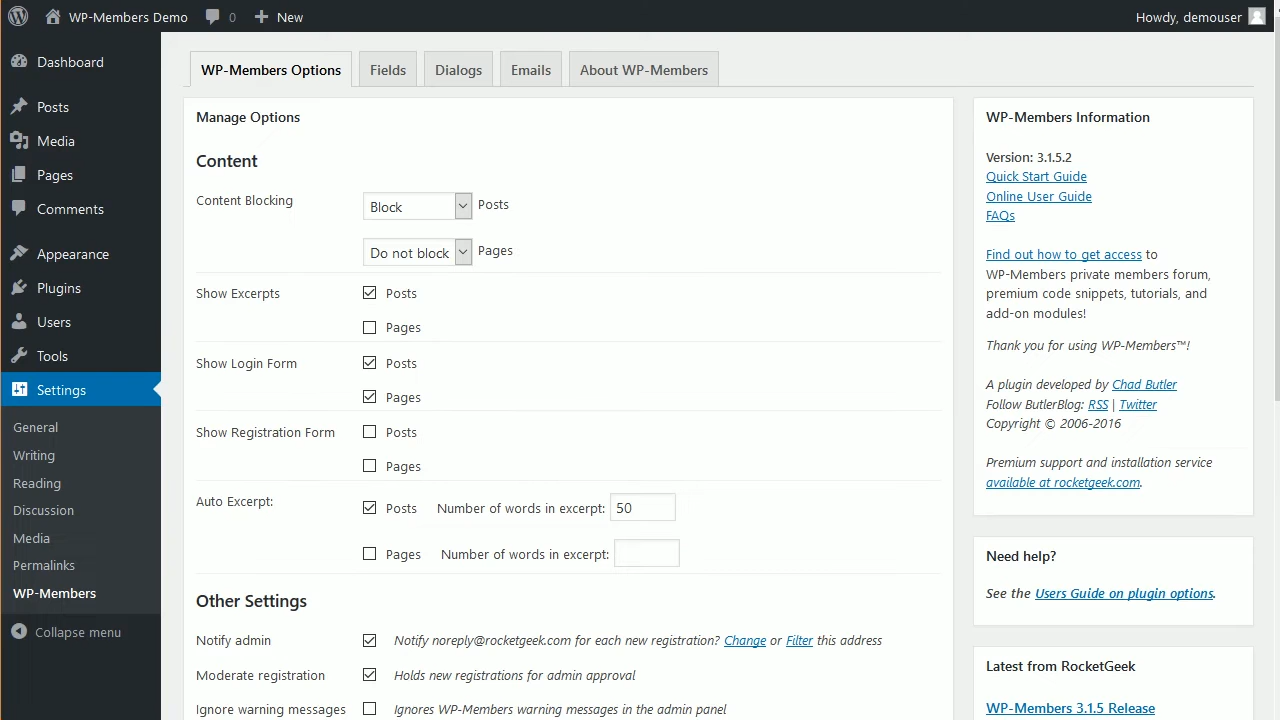 WP-Members Demo 0 New Howdy, demouser
Dashboard
Posts
Media
Pages
Comments
Appearance
Plugins
Users
Tools
Settings
General
Writing
Reading
Discussion
Media
Permalinks
WP-Members
Collapse menu
WP-Members Options Fields Dialogs Emails About WP-Members
Manage Options
Content
Content Blocking Block Posts
Do not block Pages
Show Excerpts Posts
Pages
Show Login Form Posts
Pages
Show Registration Form Posts
Pages
Auto Excerpt: Posts Number of words in excerpt: 50
Pages Number of words in excerpt:
Other Settings
Notify admin Notify noreply@rocketgeek.com for each new registration? Change or Filter this address
Moderate registration Holds new registrations for admin approval
Ignore warning messages Ignores WP-Members warning messages in the admin panel
WP-Members Information
Version: 3.1.5.2
Quick Start Guide
Online User Guide
FAQs
Find out how to get access to
WP-Members private members forum,
premium code snippets, tutorials, and
add-on modules!
Thank you for using WP-Members™!
A plugin developed by Chad Butler
Follow ButlerBlog: RSS | Twitter
Copyright © 2006-2016
Premium support and installation service
available at rocketgeek.com.
Need help?
See the Users Guide on plugin options.
Latest from RocketGeek
WP-Members 3.1.5 Release